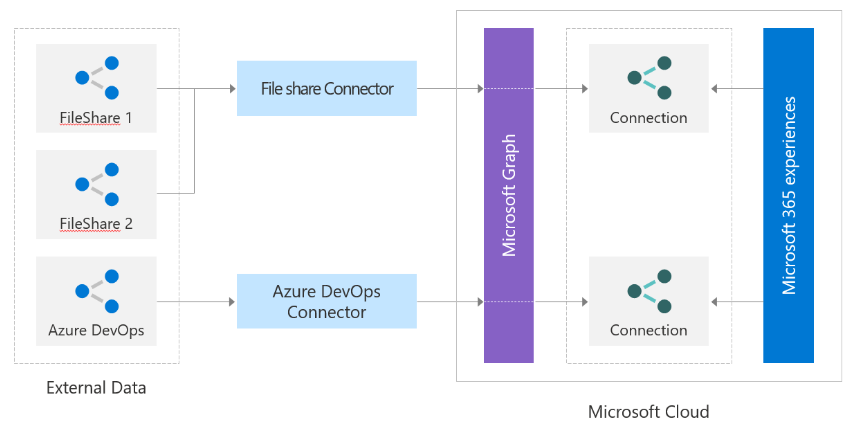 FileShare 1
FileShare 2
Azure DevOps
External Data
File share Connector
Azure DevOps
Connector
Microsoft Graph
Connection
Connection
Microsoft 365 experiences
Microsoft Cloud